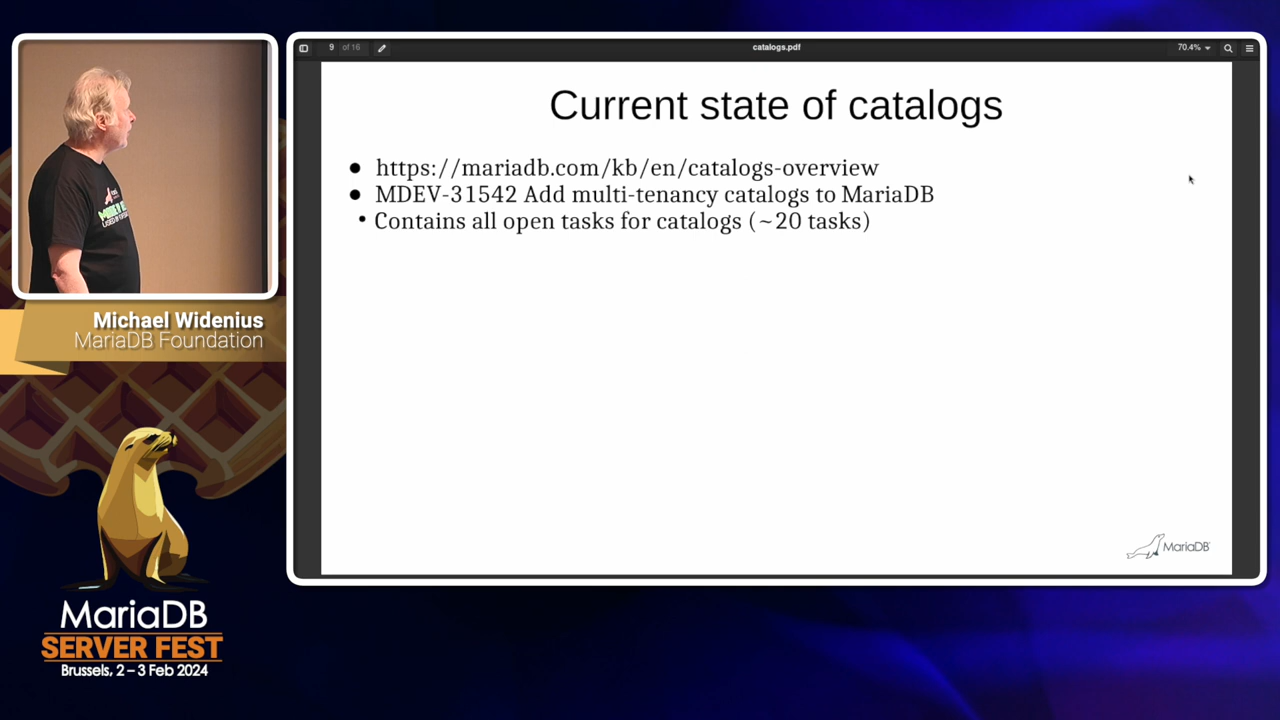 9 of 16
catalogs.pdf
70.4%
Current state of catalogs
https://mariadb.com/kb/en/catalogs-overview
MDEV-31542 Add multi-tenancy catalogs to MariaDB
Contains all open tasks for catalogs (~20 tasks)
MariaDB
Michael Widenius
MariaDB Foundation
MariaDB
SERVER FEST
Brussels, 2 – 3 Feb 2024